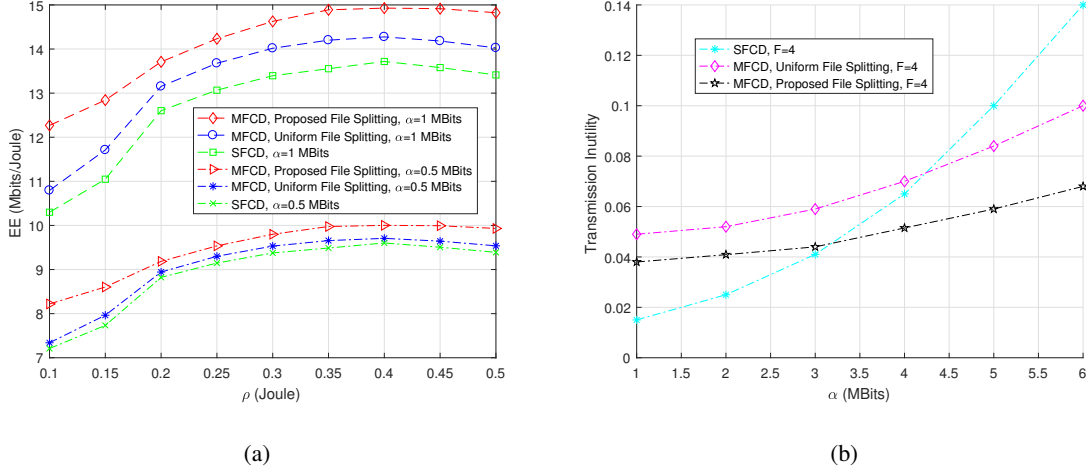 15
14
13
12
11
10
9
8
7
EE (Mbits/Joule)
MFCD, Proposed File Splitting, α=1 MBits
MFCD, Uniform File Splitting, α=1 MBits
SFCD, α=1 MBits
MFCD, Proposed File Splitting, α=0.5 MBits
MFCD, Uniform File Splitting, α=0.5 MBits
SFCD, α=0.5 MBits
0.1 0.15 0.2 0.25 0.3 0.35 0.4 0.45 0.5
ρ (Joule)
(a)
0.14
0.12
0.1
0.08
0.06
0.04
0.02
0
Transmission Inutility
SFCD, F=4
MFCD, Uniform File Splitting, F=4
MFCD, Proposed File Splitting, F=4
1 1.5 2 2.5 3 3.5 4 4.5 5 5.5 6
α (MBits)
(b)